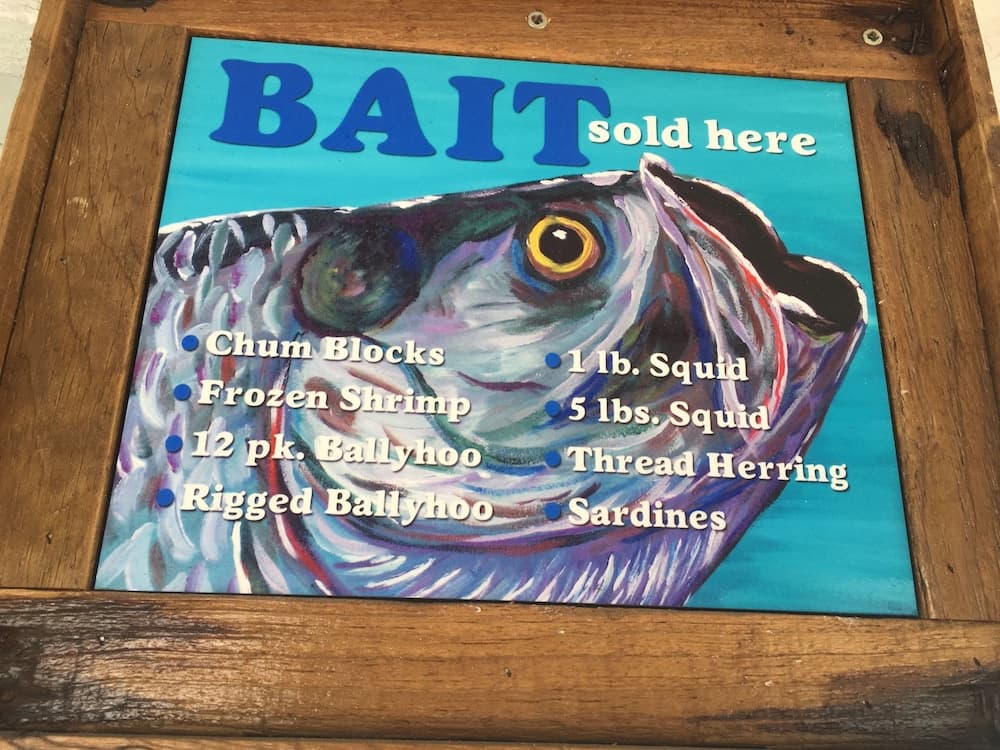 BAIT sold here
• Chum Blocks
• Frozen Shrimp
• 12 pk. Ballyhoo
• Rigged Ballyhoo
• 1 lb. Squid
• 5 lbs. Squid
• Thread Herring
• Sardines